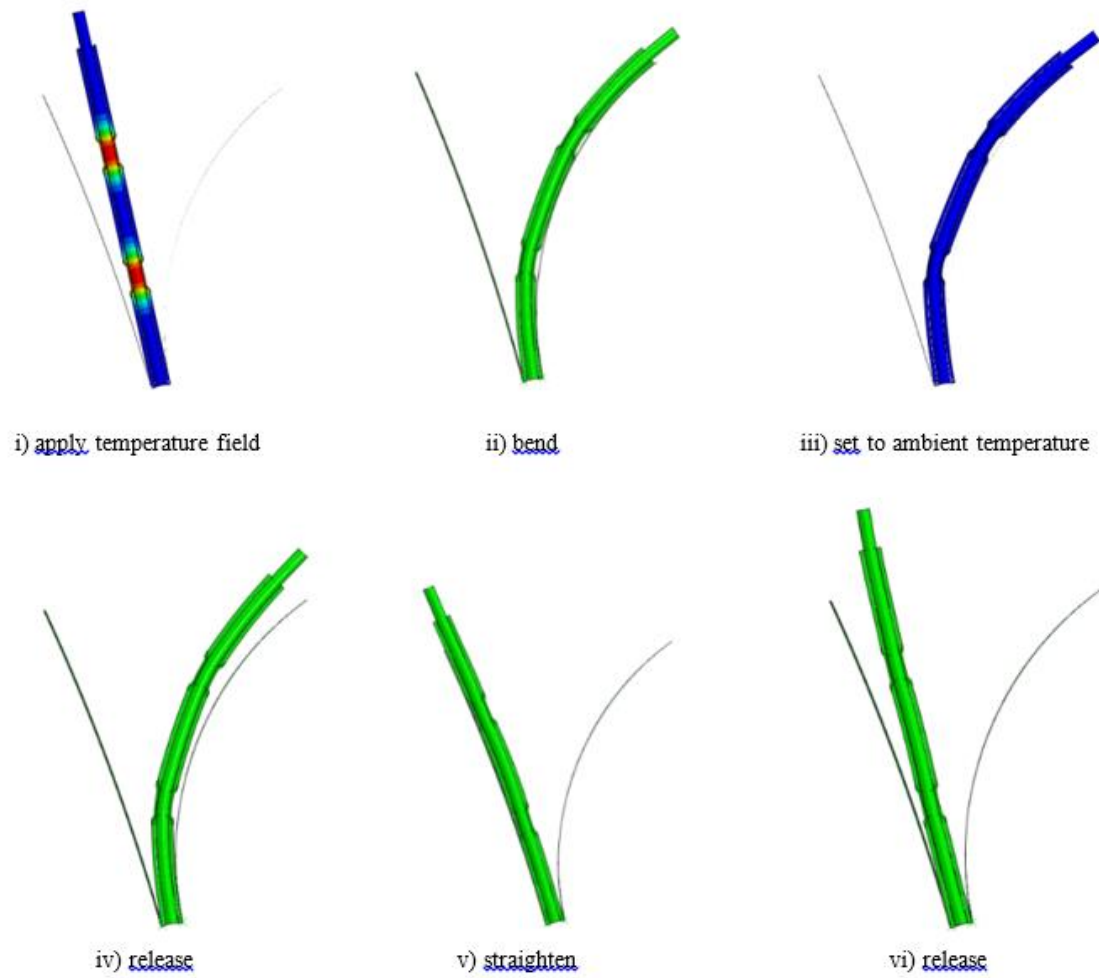 i) apply temperature field
ii) bend
iii) set to ambient temperature
iv) release
v) straighten
vi) release